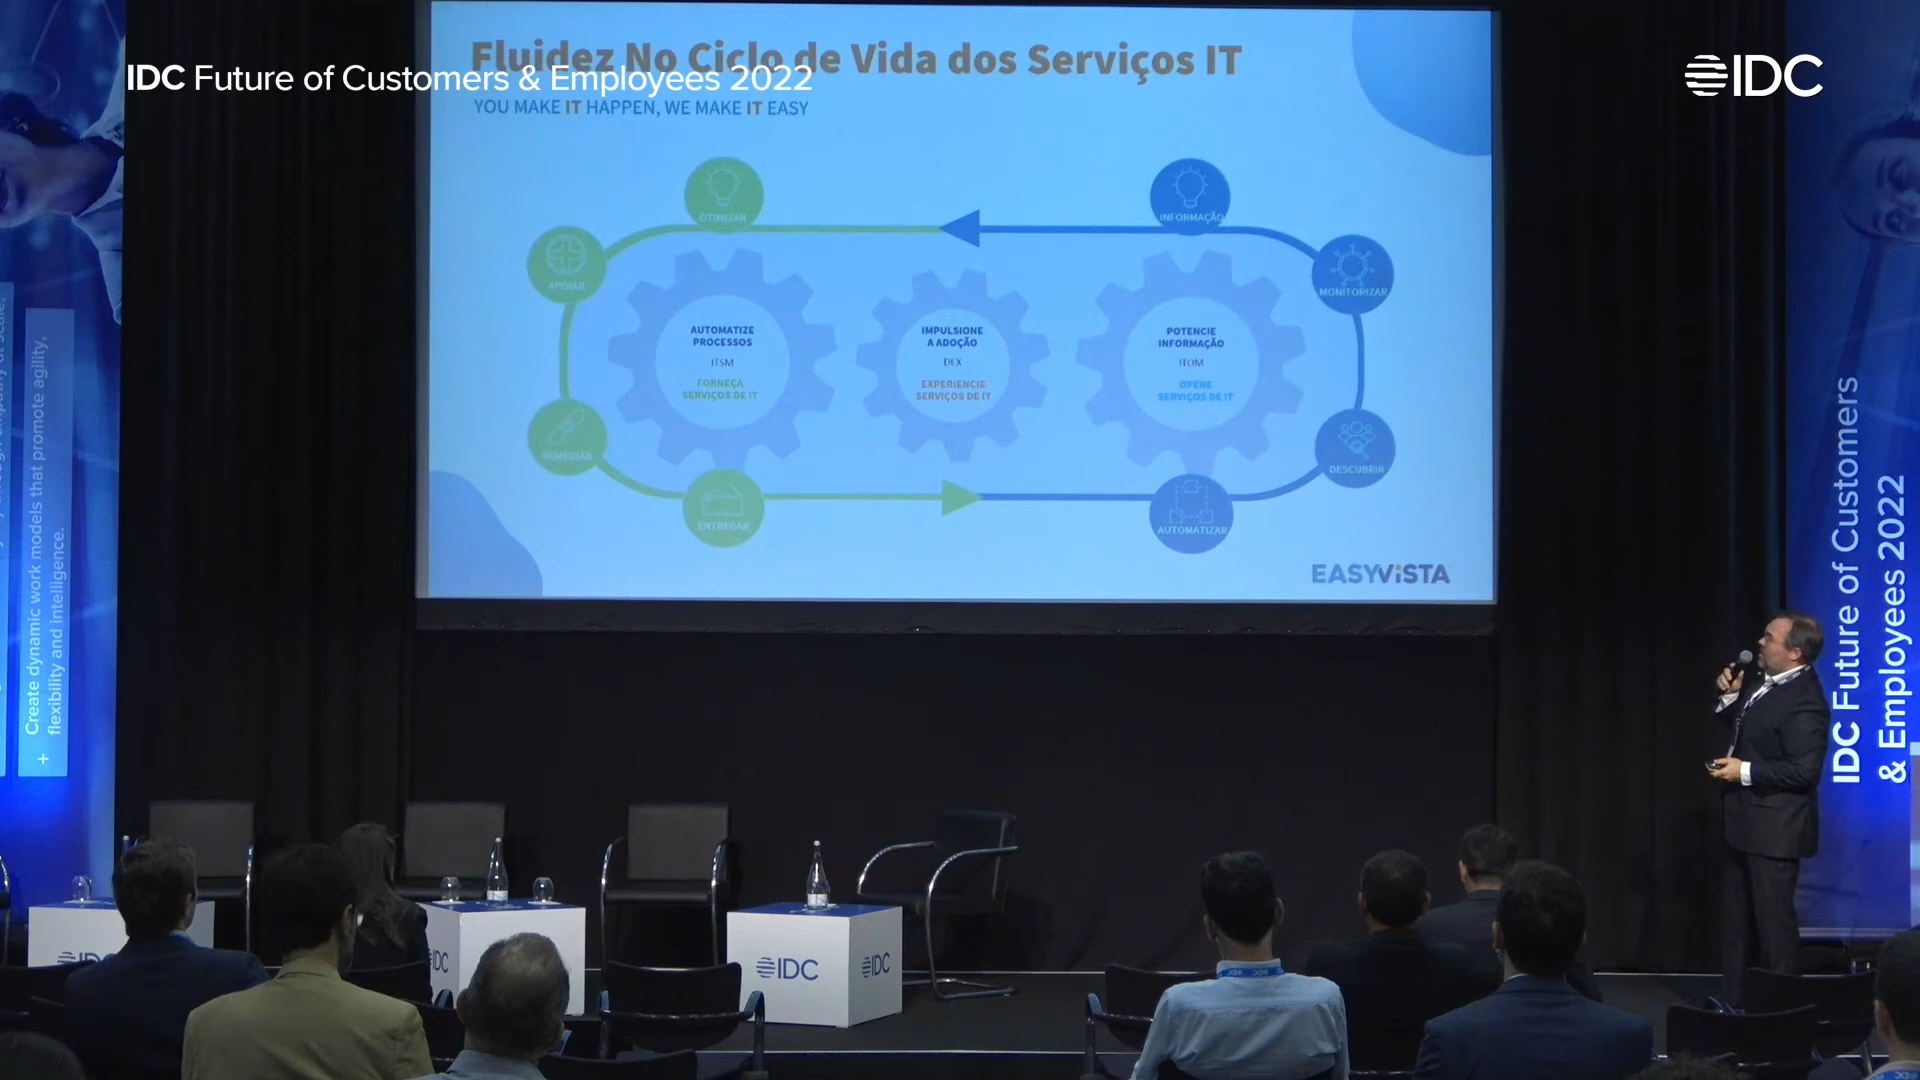 Fluidez No Ciclo de Vida dos Serviços IT
IDC Future of Customers & Employees 2022
IDC
YOU MAKE IT HAPPEN, WE MAKE IT EASY
OTIMIZAR
INFORMAÇÃO
APOIAR
MONITORIZAR
AUTOMATIZE
PROCESSOS
ITSM
FORNEÇA
SERVIÇOS DE IT
IMPULSIONE
A ADOÇÃO
DEX
EXPERIENCIE
SERVIÇOS DE IT
POTENCIE
INFORMAÇÃO
ITOM
OPERE
SERVIÇOS DE IT
REMEDIAR
DESCUBRIR
ENTREGAR
AUTOMATIZAR
EASYVISTA
+ Create dynamic work models that promote agility,
flexibility and intelligence.
IDC Future of Customers
& Employees 2022
IDC
IDC
IDC
IDC